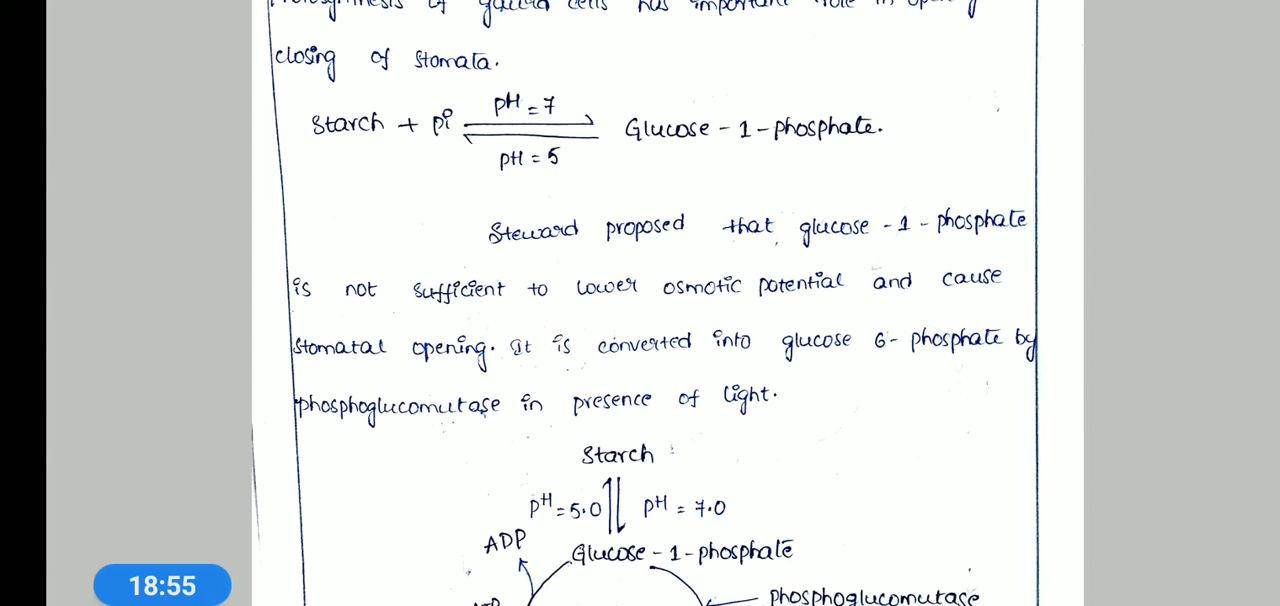 closing of stomata.
Starch + Pi pH = 7 Glucose - 1 - phosphate.
pH = 5
Steward proposed that glucose - 1 - phosphate
is not sufficient to lower osmotic potential and cause
stomatal opening. It is converted into glucose 6 - phosphate by
phosphoglucomutase in presence of light.
Starch
pH = 5.0 pH = 7.0
ADP
Glucose - 1 - phosphate
phosphoglucomutase
18:55